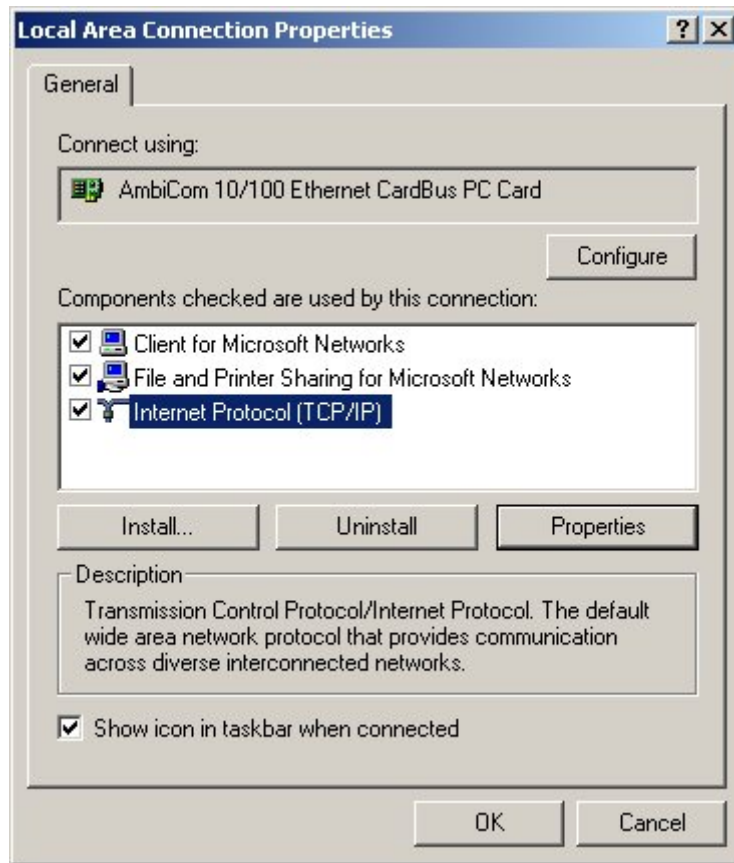 Local Area Connection Properties
General
Connect using:
AmbiCom 10/100 Ethernet CardBus PC Card
Configure
Components checked are used by this connection:
Client for Microsoft Networks
File and Printer Sharing for Microsoft Networks
Internet Protocol (TCP/IP)
Install...
Uninstall
Properties
Description
Transmission Control Protocol/Internet Protocol. The default
wide area network protocol that provides communication
across diverse interconnected networks.
Show icon in taskbar when connected
OK
Cancel